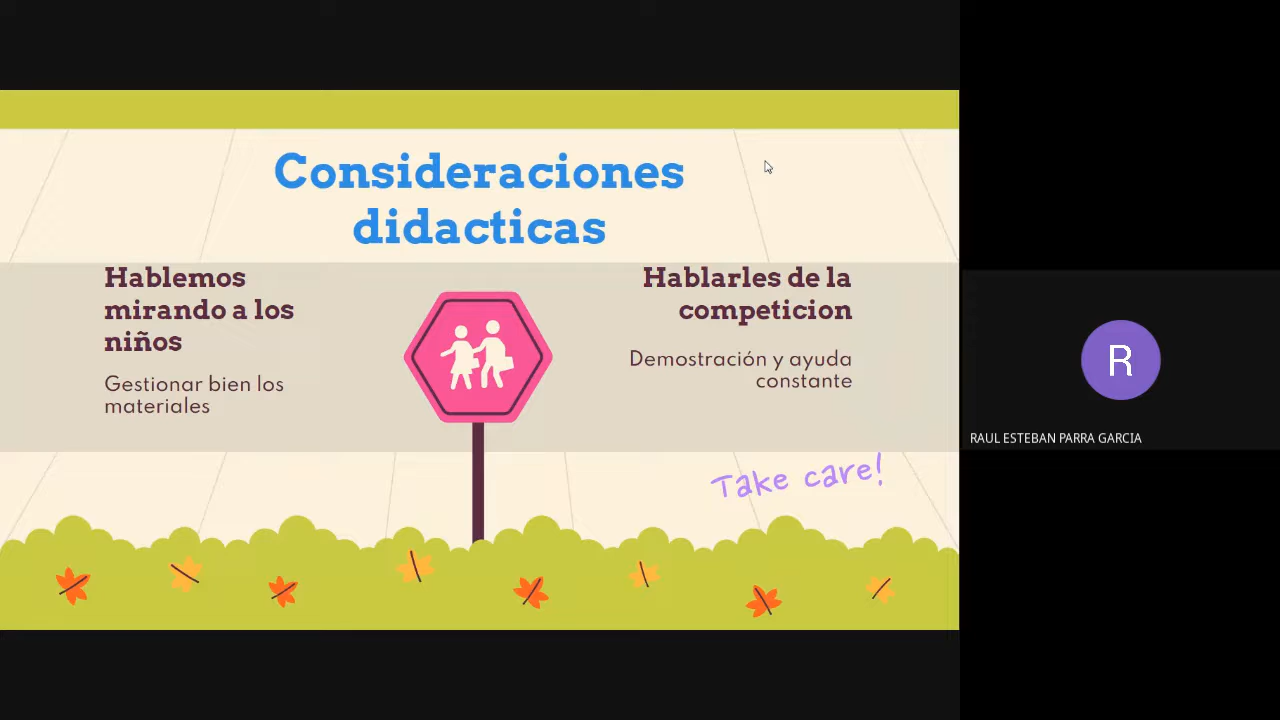 Consideraciones
didacticas
Hablemos
mirando a los
niños
Gestionar bien los
materiales
Hablarles de la
competicion
Demostración y ayuda
constante
Take care!
R
RAUL ESTEBAN PARRA GARCIA